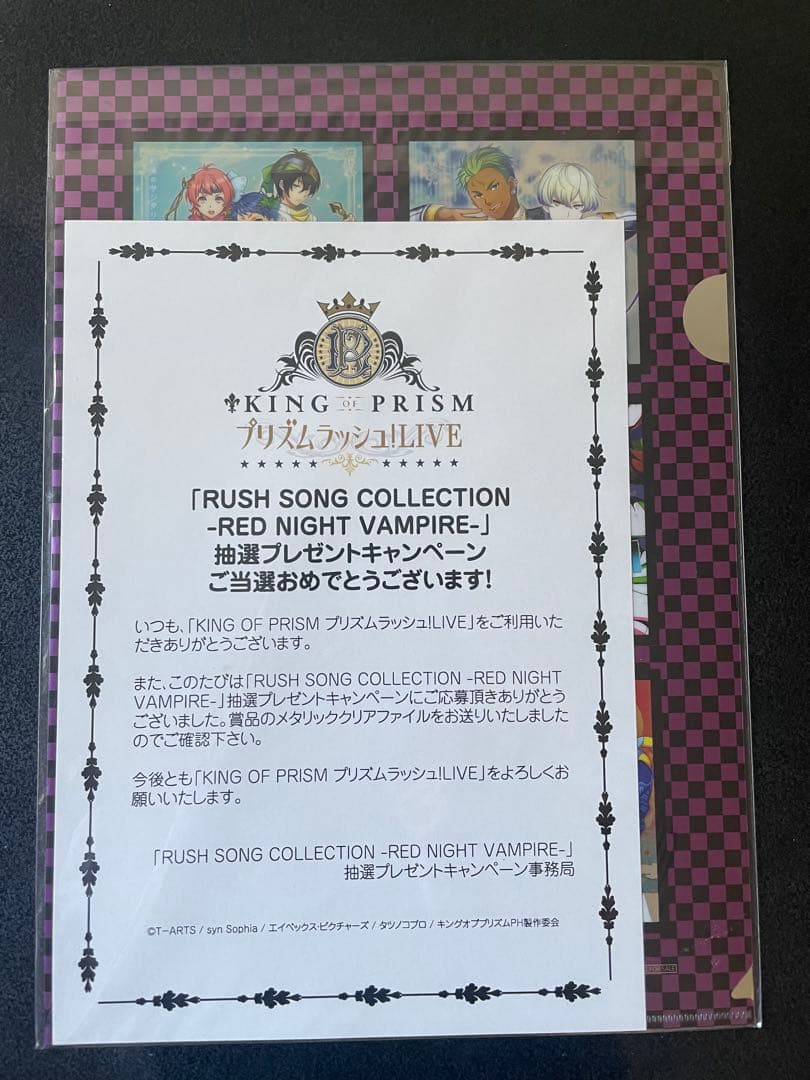 KING OF PRISM
プリズムラッシュ!LIVE
「RUSH SONG COLLECTION
-RED NIGHT VAMPIRE-」
抽選プレゼントキャンペーン
ご当選おめでとうございます!
いつも、「KING OF PRISM プリズムラッシュ!LIVE」をご利用いた
だきありがとうございます。
また、このたびは「RUSH SONG COLLECTION -RED NIGHT
VAMPIRE-」抽選プレゼントキャンペーンにご応募頂きありがとう
ございました。賞品のメタリッククリアファイルをお送りいたしました
のでご確認下さい。
今後とも「KING OF PRISM プリズムラッシュ!LIVE」をよろしくお
願いいたします。
「RUSH SONG COLLECTION -RED NIGHT VAMPIRE-」
抽選プレゼントキャンペーン事務局
©T-ARTS / syn Sophia / エイベックス・ピクチャーズ / タツノコプロ / キングオブプリズムPH製作委会